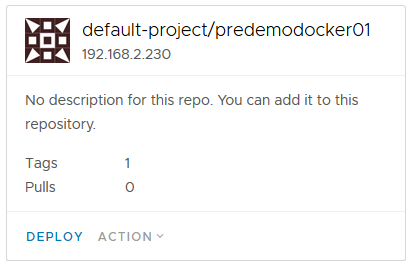 default-project/predemodocker01
192.168.2.230
No description for this repo. You can add it to this
repository.
Tags 1
Pulls 0
DEPLOY ACTION